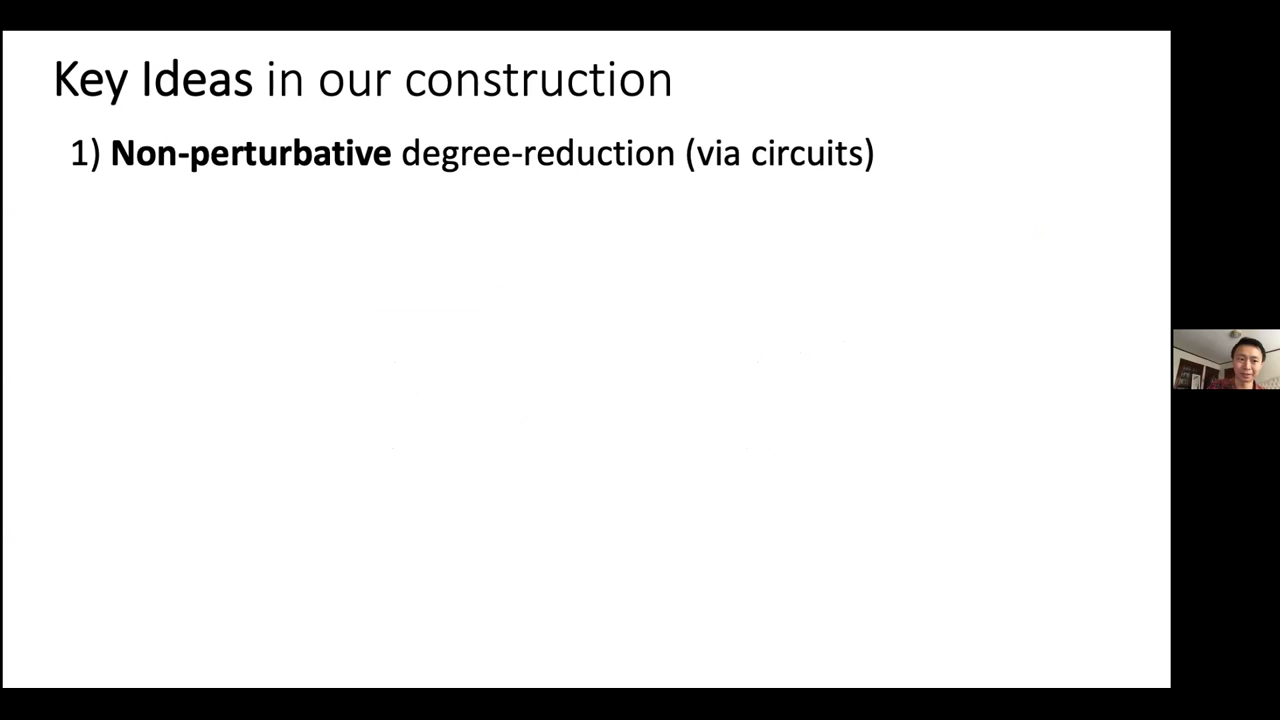 Key Ideas in our construction
1) Non-perturbative degree-reduction (via circuits)